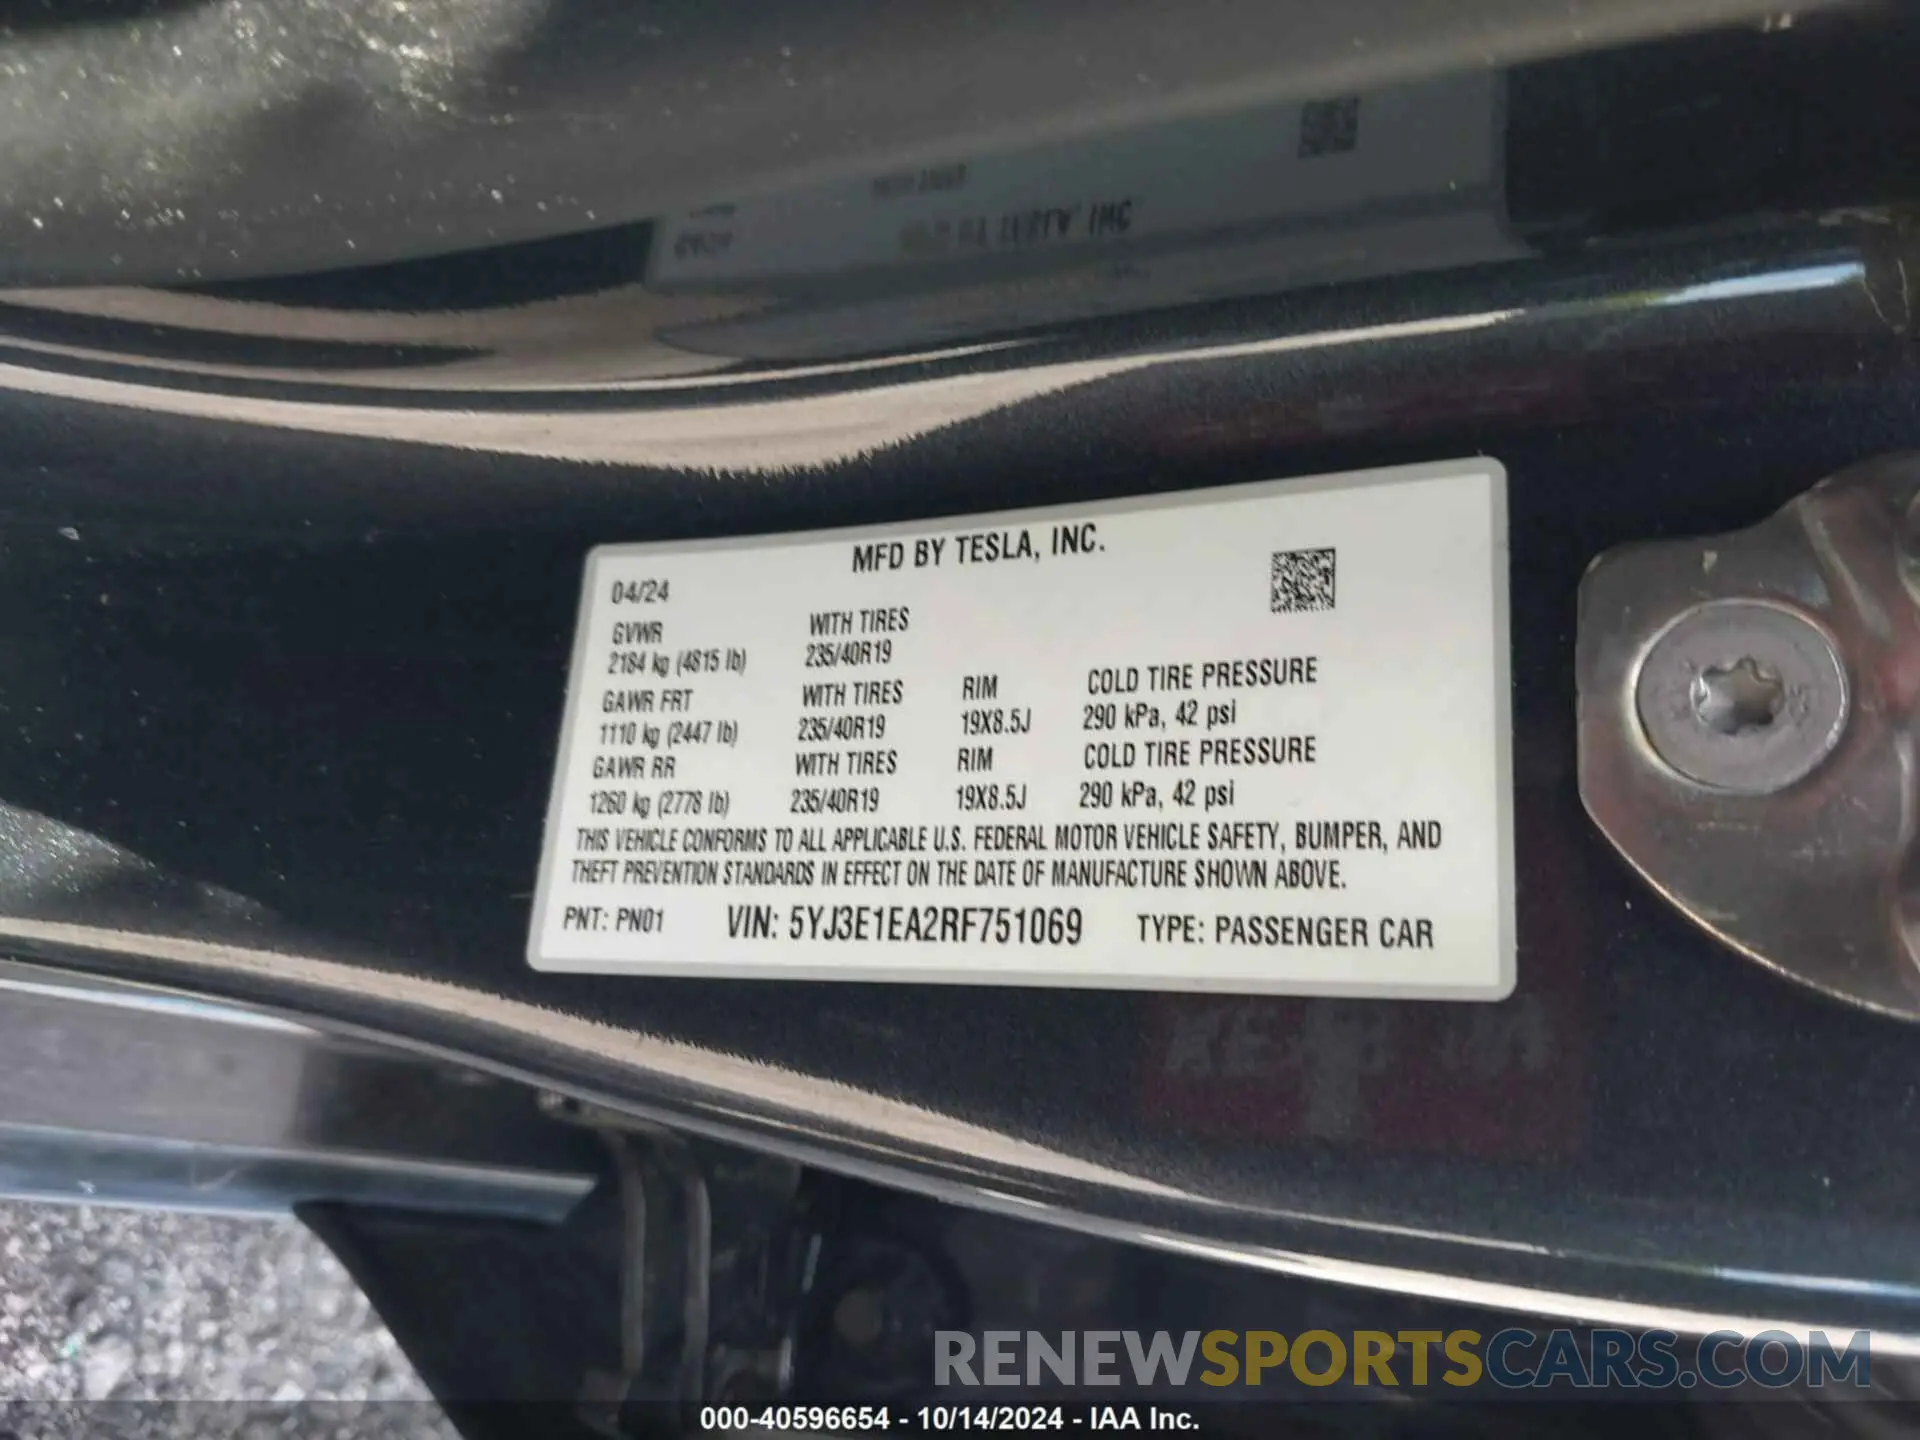 MFD BY TESLA, INC.
04/24
GVWR WITH TIRES
2184 kg (4815 lb) 235/40R19
GAWR FRT WITH TIRES RIM COLD TIRE PRESSURE
1110 kg (2447 lb) 235/40R19 19X8.5J 290 kPa, 42 psi
GAWR RR WITH TIRES RIM COLD TIRE PRESSURE
1260 kg (2778 lb) 235/40R19 19X8.5J 290 kPa, 42 psi
THIS VEHICLE CONFORMS TO ALL APPLICABLE U.S. FEDERAL MOTOR VEHICLE SAFETY, BUMPER, AND
THEFT PREVENTION STANDARDS IN EFFECT ON THE DATE OF MANUFACTURE SHOWN ABOVE.
PNT: PN01 VIN: 5YJ3E1EA2RF751069 TYPE: PASSENGER CAR
RENEWSPORTSCARS.COM
000-40596654 - 10/14/2024 - IAA Inc.